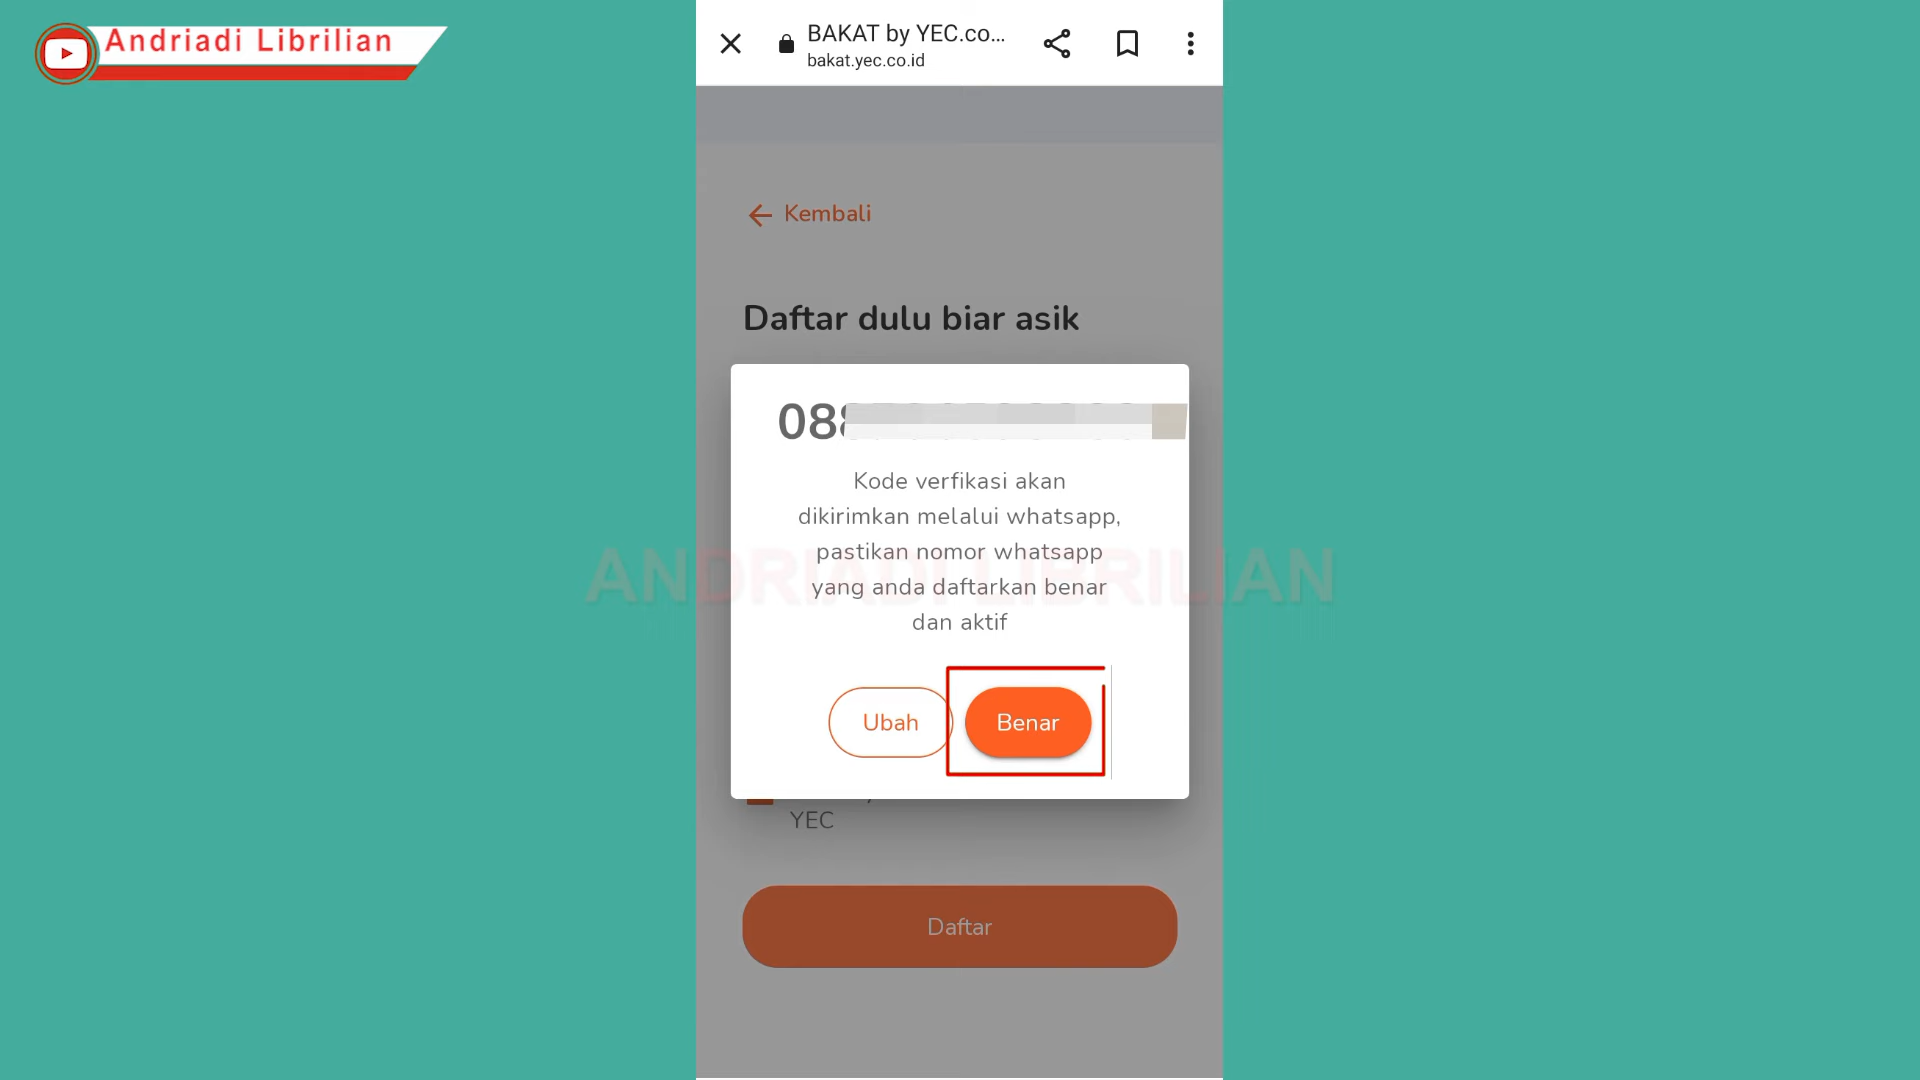 Andriadi Librilian
BAKAT by YEC.co...
bakat.yec.co.id
Kembali
Daftar dulu biar asik
Kode verfikasi akan
dikirimkan melalui whatsapp,
pastikan nomor whatsapp
yang anda daftarkan benar
dan aktif
ANDRIADI LIBRILIAN
Ubah
Benar
YEC
Daftar